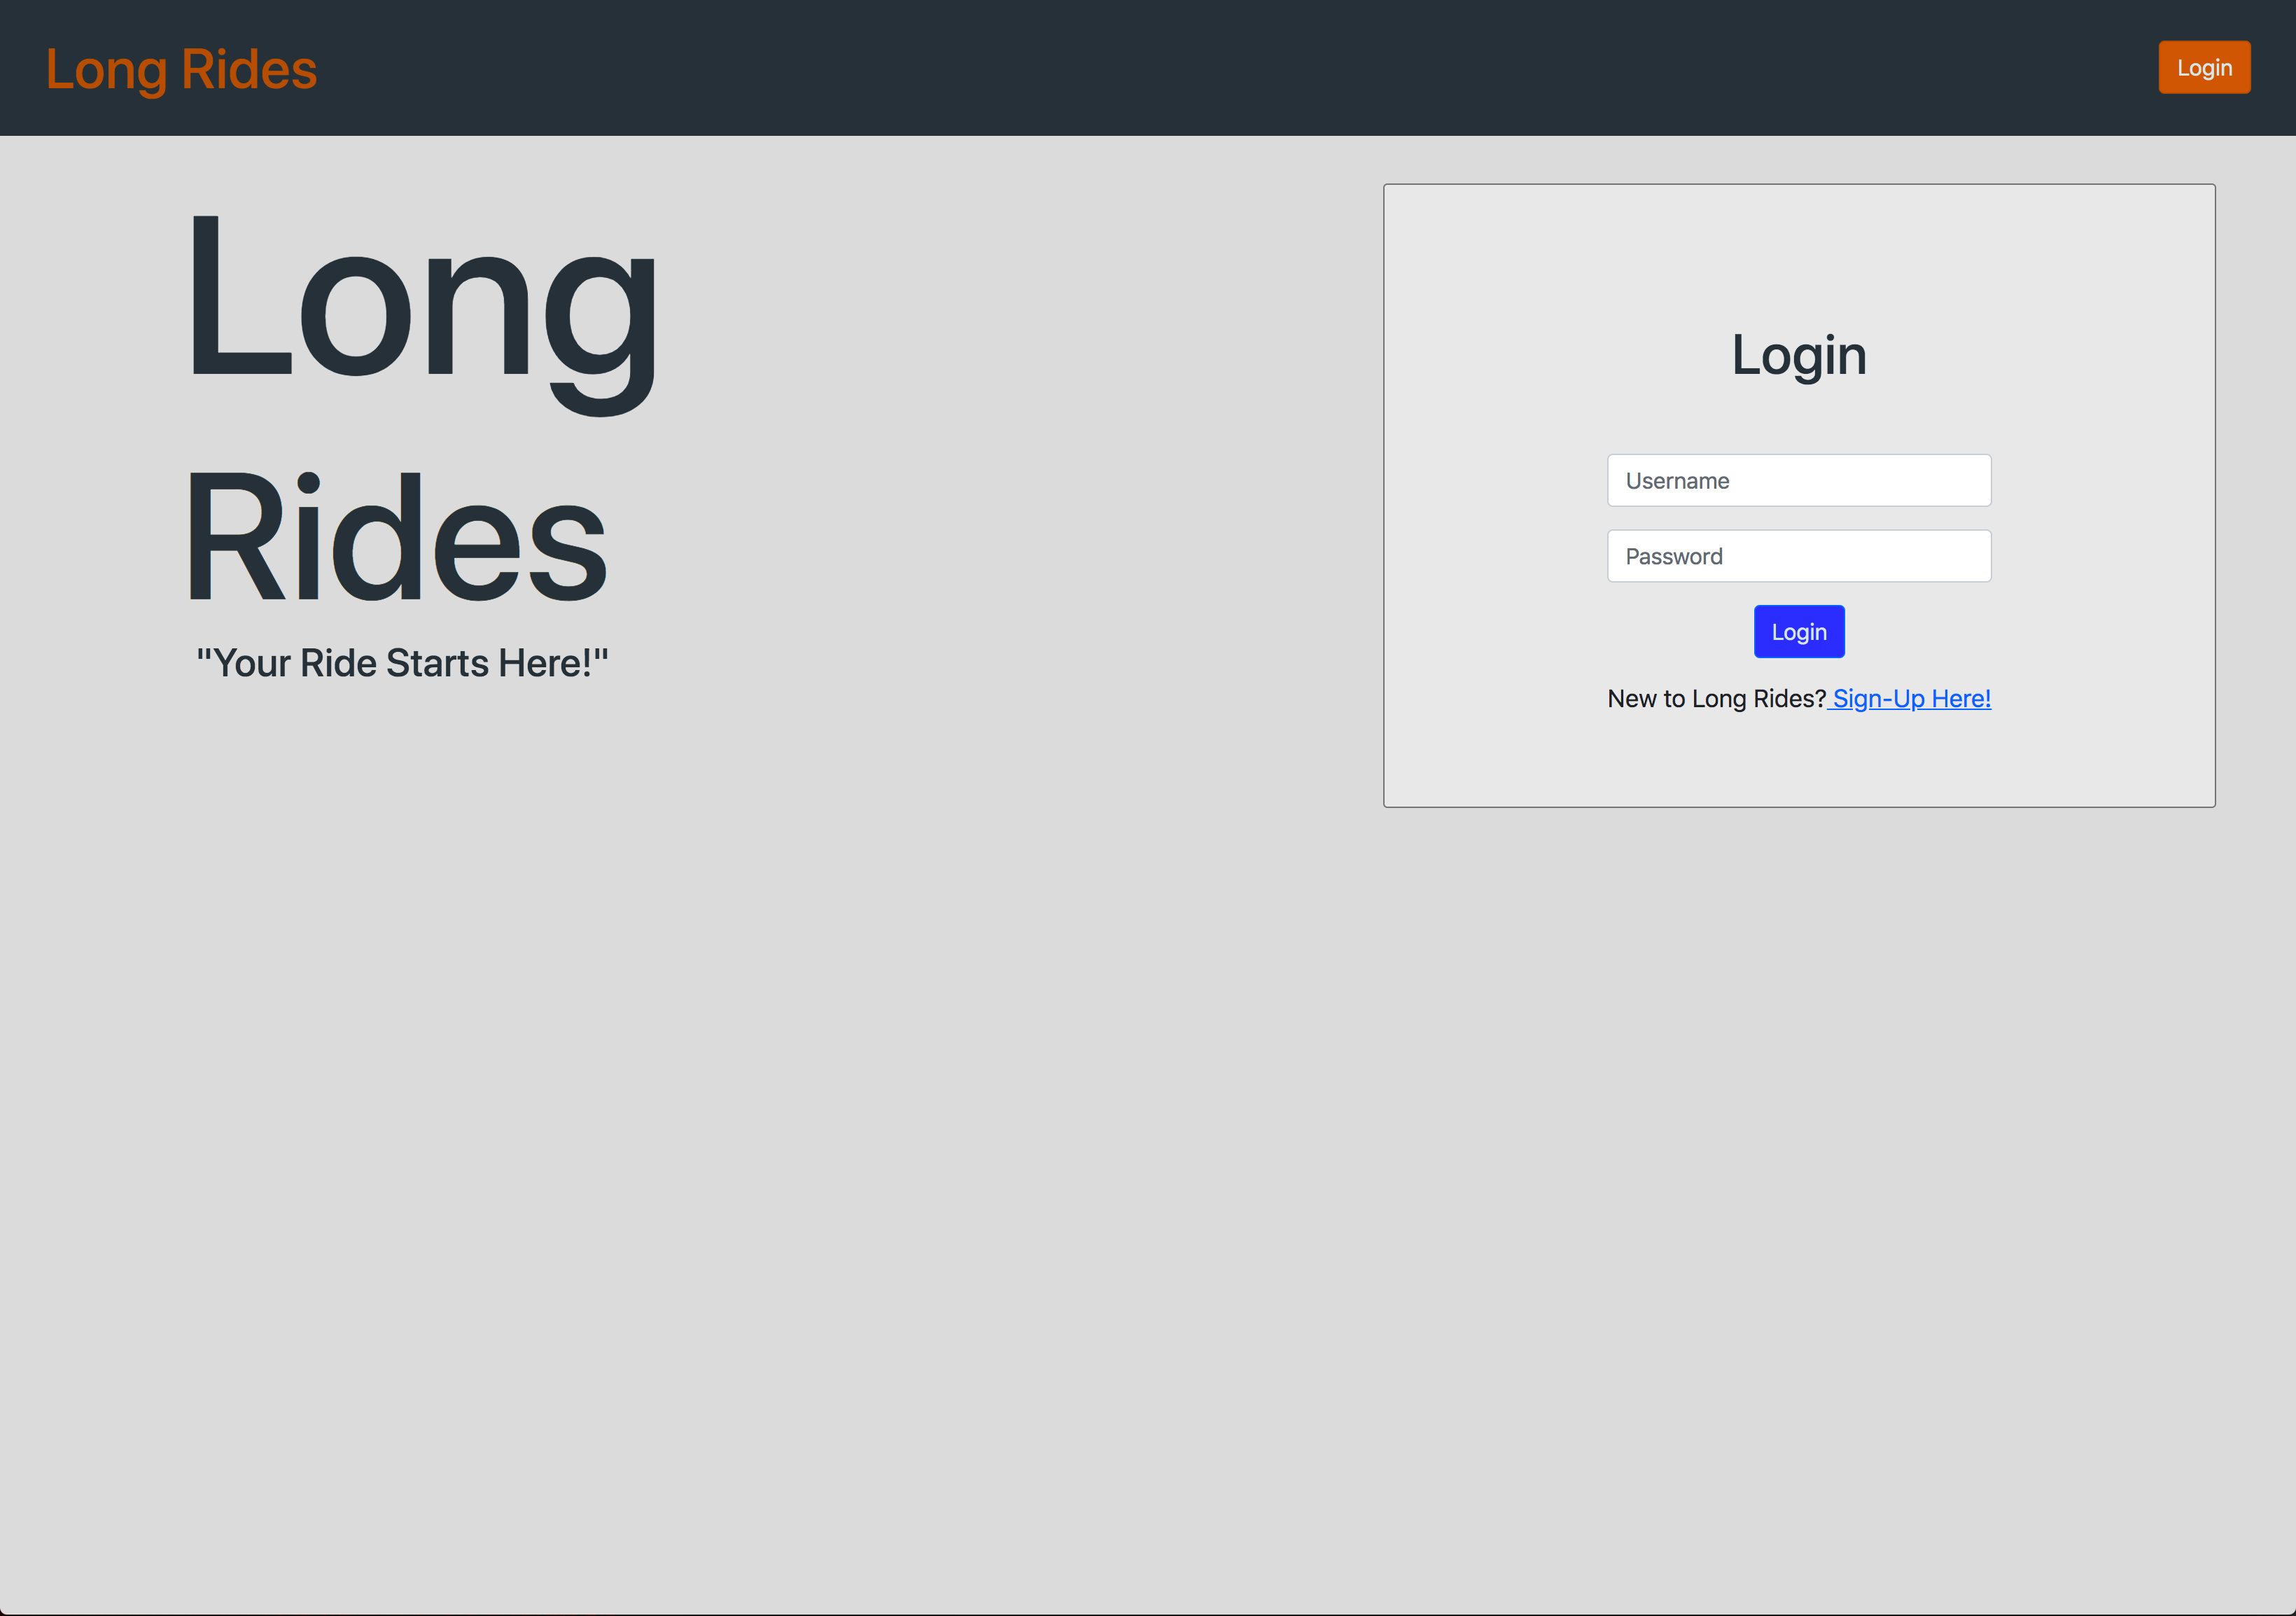 Long Rides
Login
Long
Rides
"Your Ride Starts Here!"
Login
Username
Password
Login
New to Long Rides? Sign-Up Here!